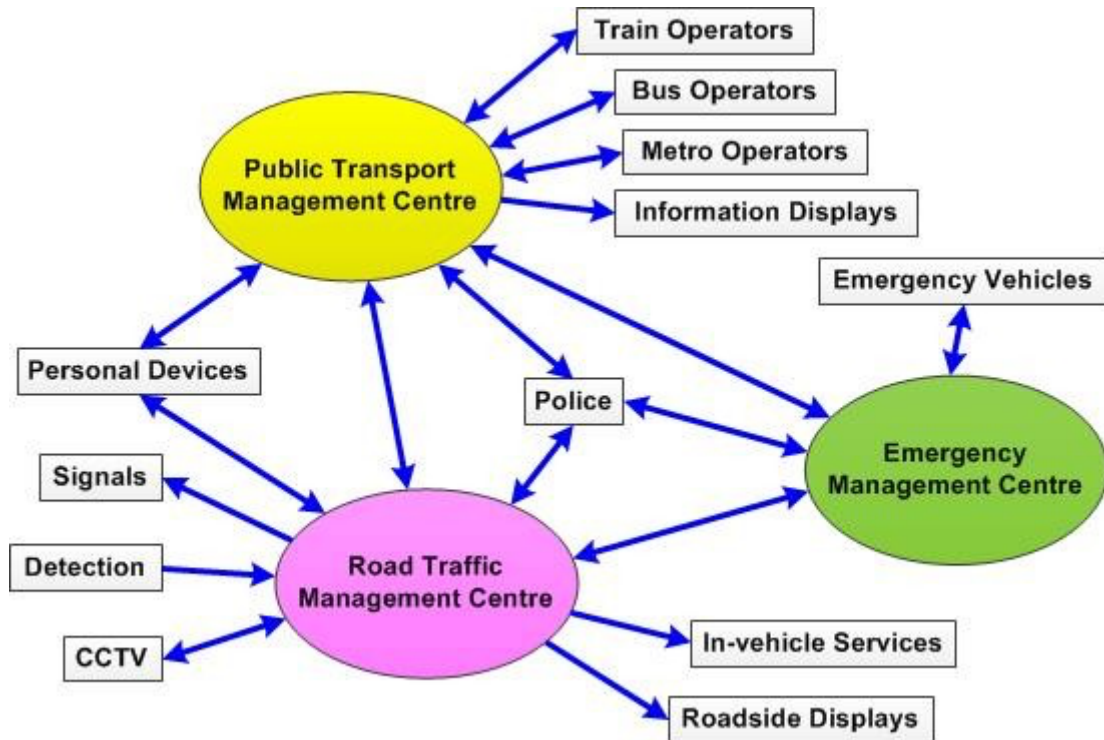 Train Operators
Bus Operators
Public Transport
Management Centre
Metro Operators
Information Displays
Emergency Vehicles
Personal Devices
Police
Signals
Emergency
Management Centre
Detection
Road Traffic
Management Centre
CCTV
In-vehicle Services
Roadside Displays